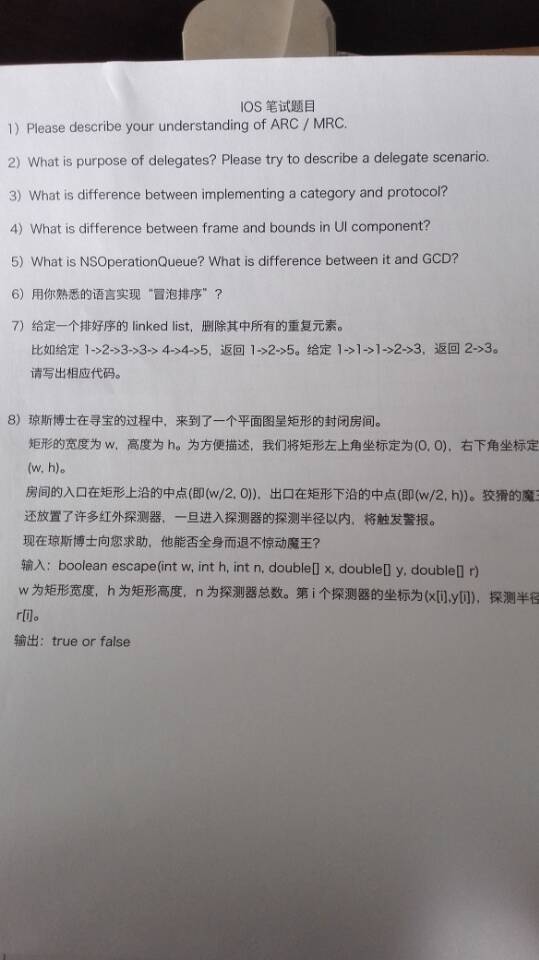 IOS 笔试题目
1）Please describe your understanding of ARC / MRC.
2）What is purpose of delegates? Please try to describe a delegate scenario.
3）What is difference between implementing a category and protocol?
4）What is difference between frame and bounds in UI component?
5）What is NSOperationQueue? What is difference between it and GCD?
6）用你熟悉的语言实现“冒泡排序”？
7）给定一个排好序的 linked list，删除其中所有的重复元素。
比如给定 1->2->3->3-> 4->4->5，返回 1->2->5。给定 1->1->1->2->3，返回 2->3。
请写出相应代码。
8）琼斯博士在寻宝的过程中，来到了一个平面图呈矩形的封闭房间。
矩形的宽度为 w，高度为 h。为方便描述，我们将矩形左上角坐标定为(0, 0)，右下角坐标定
(w, h)。
房间的入口在矩形上沿的中点(即(w/2, 0))，出口在矩形下沿的中点(即(w/2, h))。狡猾的魔王
还放置了许多红外探测器，一旦进入探测器的探测半径以内，将触发警报。
现在琼斯博士向您求助，他能否全身而退不惊动魔王？
输入：boolean escape(int w, int h, int n, double[] x, double[] y, double[] r)
w 为矩形宽度，h 为矩形高度，n 为探测器总数。第 i 个探测器的坐标为(x[i],y[i])，探测半径
r[i]。
输出：true or false